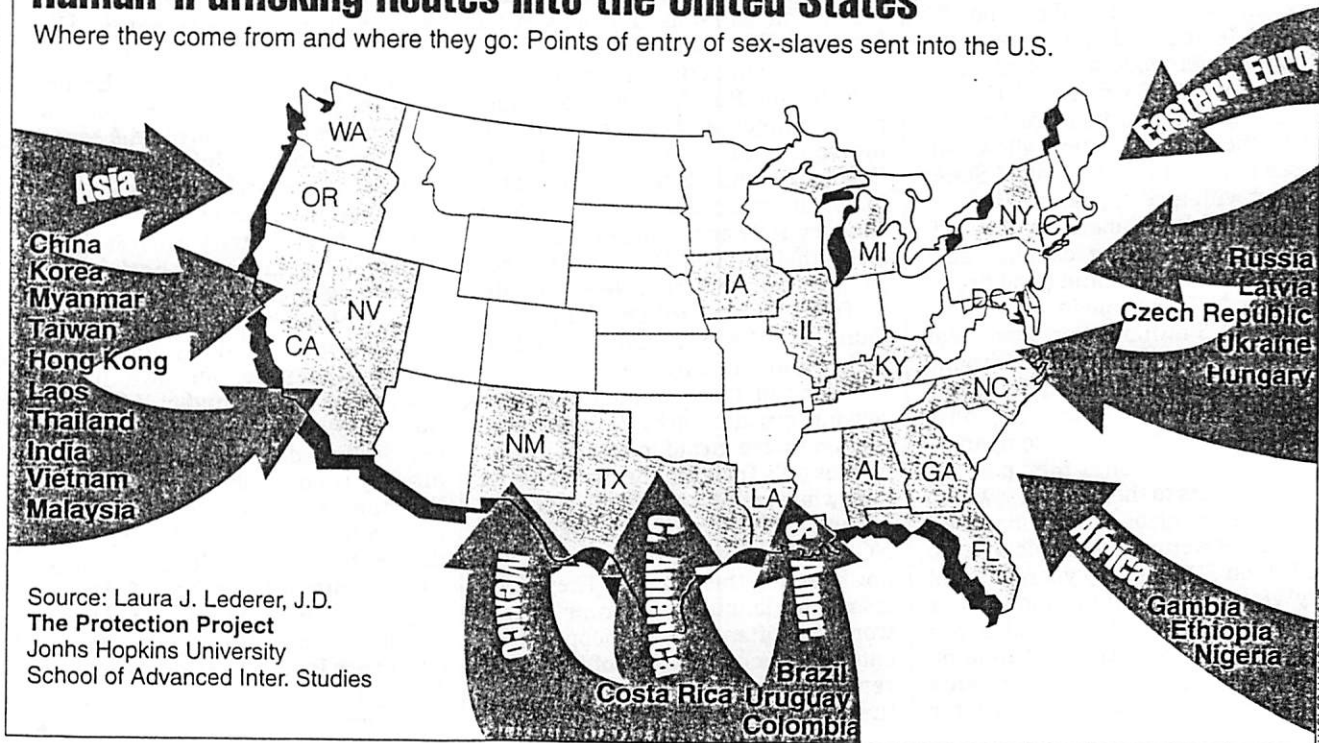 Human Trafficking Routes into the United States
Where they come from and where they go: Points of entry of sex-slaves sent into the U.S.
Asia
China
Korea
Myanmar
Taiwan
Hong Kong
Laos
Thailand
India
Vietnam
Malaysia
WA
OR
CA
NV
NM
TX
IA
IL
MI
KY
LA
AL
GA
FL
NC
DC
NY
CT
Eastern Euro
Russia
Latvia
Czech Republic
Ukraine
Hungary
Africa
Gambia
Ethiopia
Nigeria
Mexico
C. America
Costa Rica
S. Amer.
Brazil
Uruguay
Colombia
Source: Laura J. Lederer, J.D.
The Protection Project
Jonhs Hopkins University
School of Advanced Inter. Studies